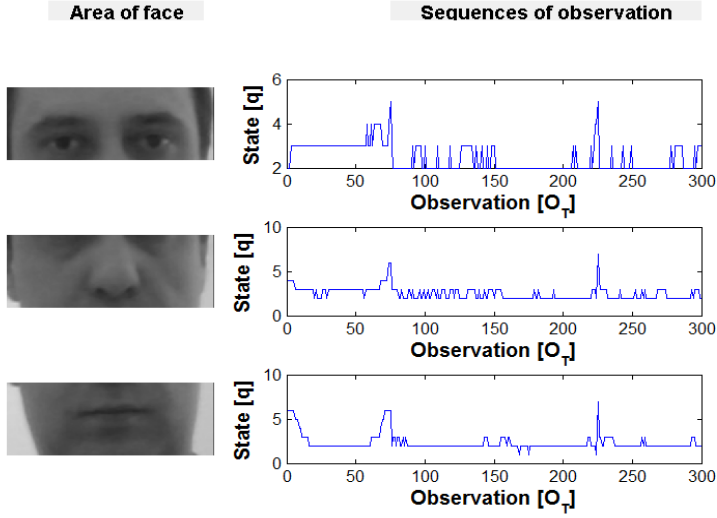 Area of face Sequences of observation
6
4
2
State [q]
0 50 100 150 200 250 300
Observation [O_T]
10
5
0
State [q]
0 50 100 150 200 250 300
Observation [O_T]
10
5
0
State [q]
0 50 100 150 200 250 300
Observation [O_T]